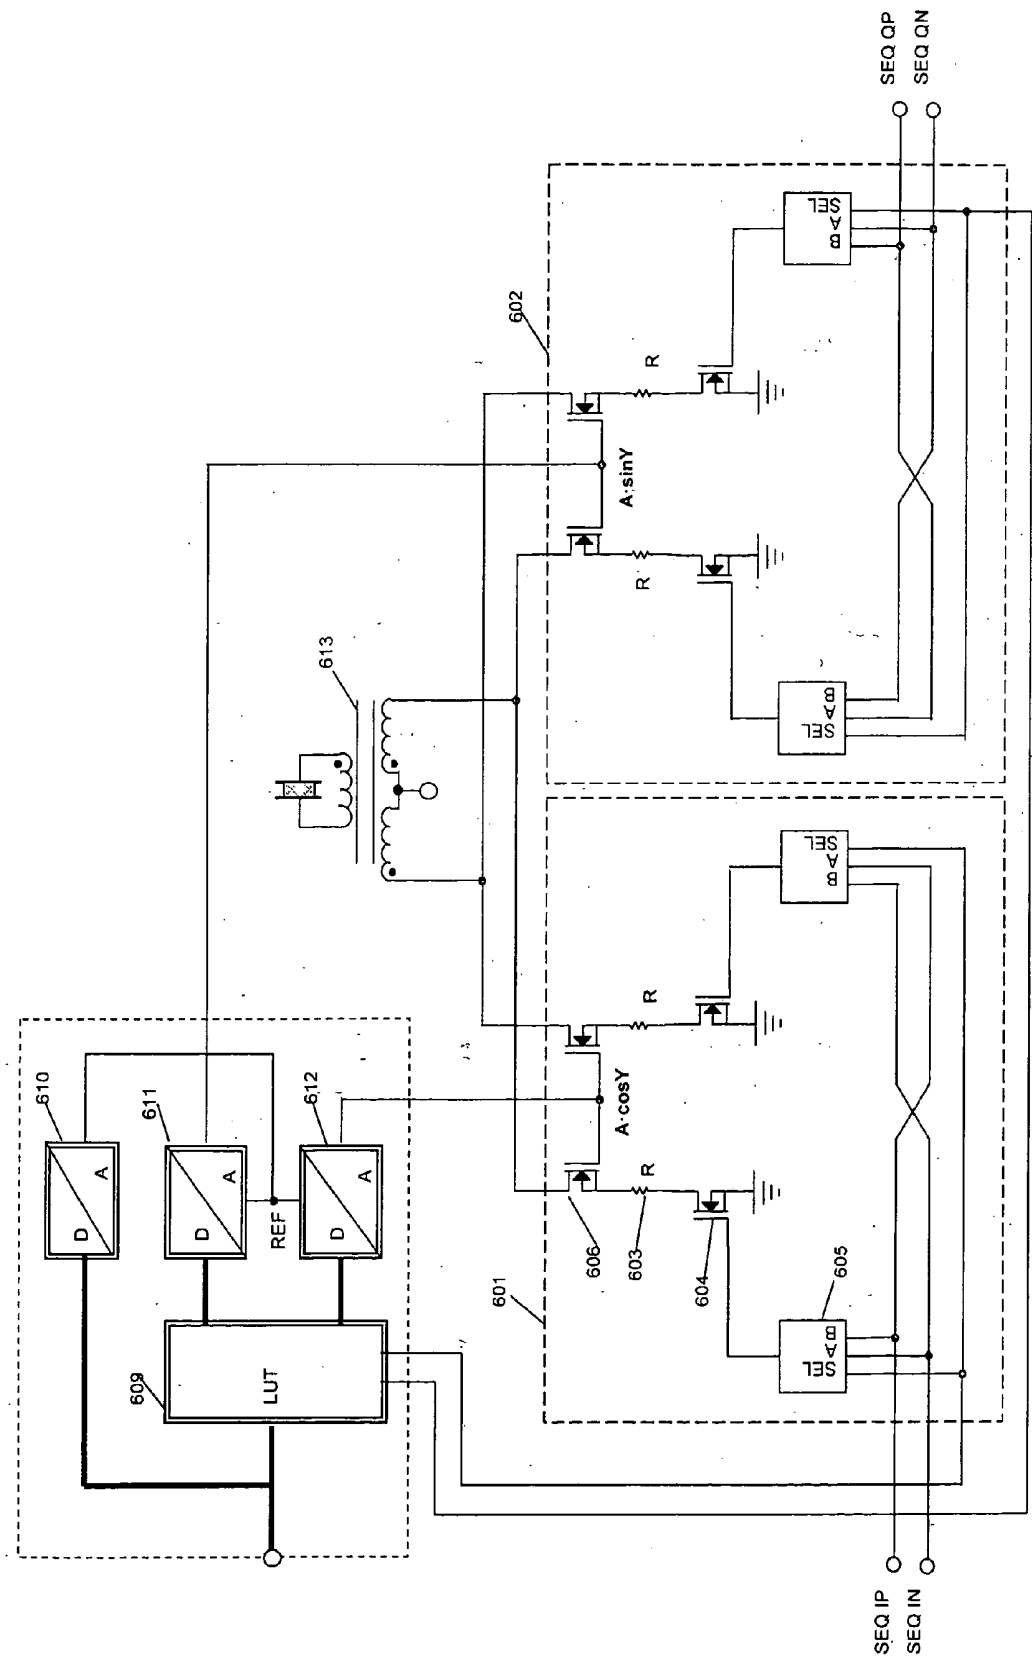 610
D
A
611
D
A
REF
612
D
A
609
LUT
613
602
R
R
A·sinY
SEL
A
B
SEL
A
B
SEQ QP
SEQ QN
601
606
603
R
604
605
R
A·cosY
SEL
A
B
SEL
A
B
SEQ IP
SEQ IN